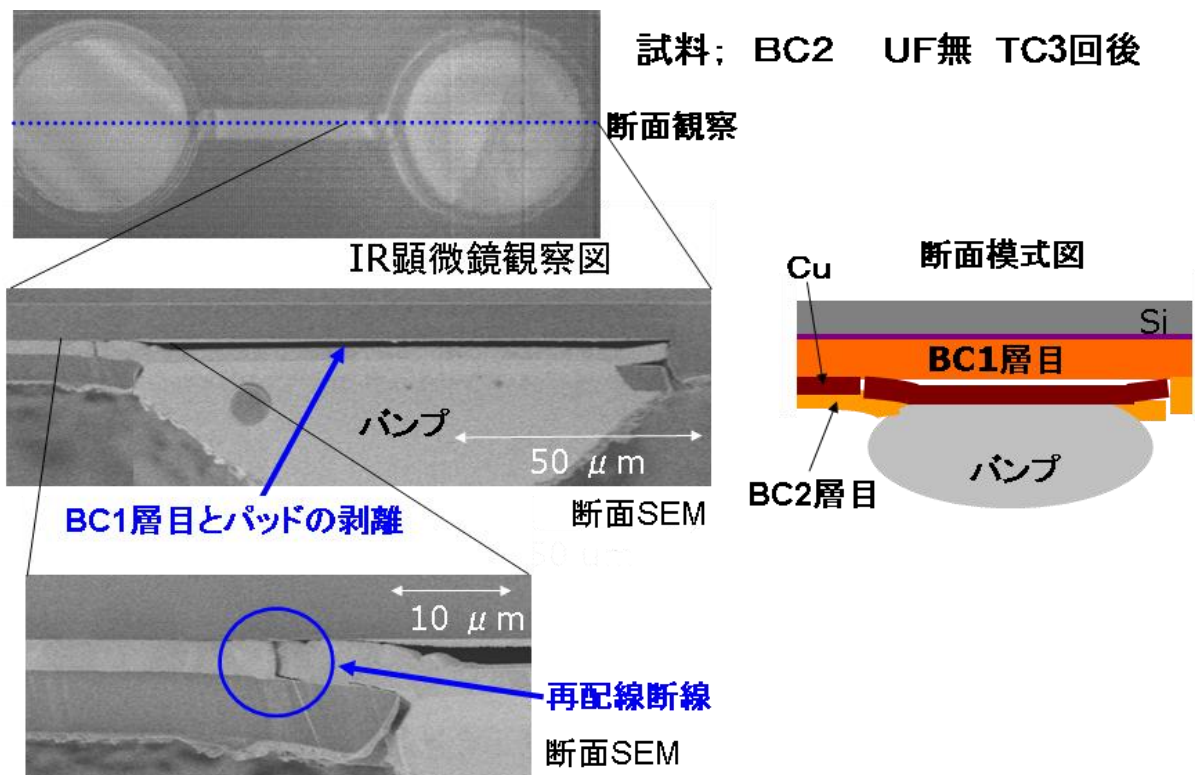 試料; BC2 UF無 TC3回後
断面観察
IR顕微鏡観察図
断面模式図
Cu
Si
BC1層目
バンプ
50 μm
BC2層目
バンプ
BC1層目とパッドの剥離
断面SEM
10 μm
再配線断線
断面SEM